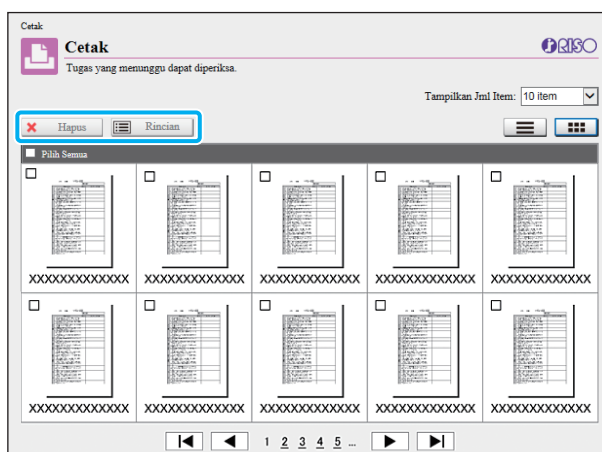 Cetak
Cetak
RISO
Tugas yang menunggu dapat diperiksa.
Tampilkan Jml Item: 10 item
Hapus Rincian
Pilih Semua
XXXXXXXXXXXXX XXXXXXXXXXXXX XXXXXXXXXXXXX XXXXXXXXXXXXX XXXXXXXXXXXXX
XXXXXXXXXXXXX XXXXXXXXXXXXX XXXXXXXXXXXXX XXXXXXXXXXXXX XXXXXXXXXXXXX
1 2 3 4 5 ...